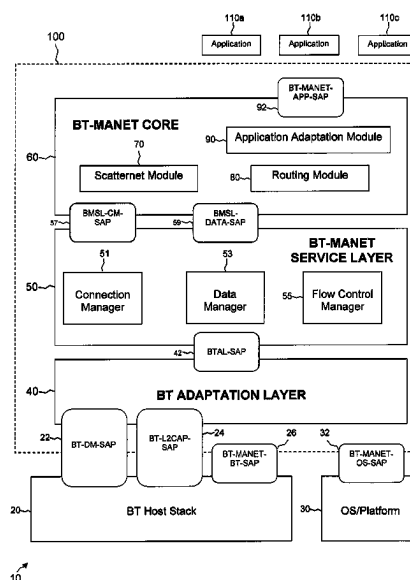 110a
110b
110c
Application
Application
Application
100
BT-MANET-
APP-SAP
92
BT-MANET CORE
90
Application Adaptation Module
70
60
Scatternet Module
80
Routing Module
BMSL-CM-
SAP
57
BMSL-
DATA-SAP
59
BT-MANET
SERVICE LAYER
51
53
50
Connection
Manager
Data
Manager
55
Flow Control
Manager
42
BTAL-SAP
40
BT ADAPTATION LAYER
22
BT-DM-SAP
BT-L2CAP-
SAP
24
26
BT-MANET-
BT-SAP
32
BT-MANET-
OS-SAP
20
BT Host Stack
30
OS/Platform
10